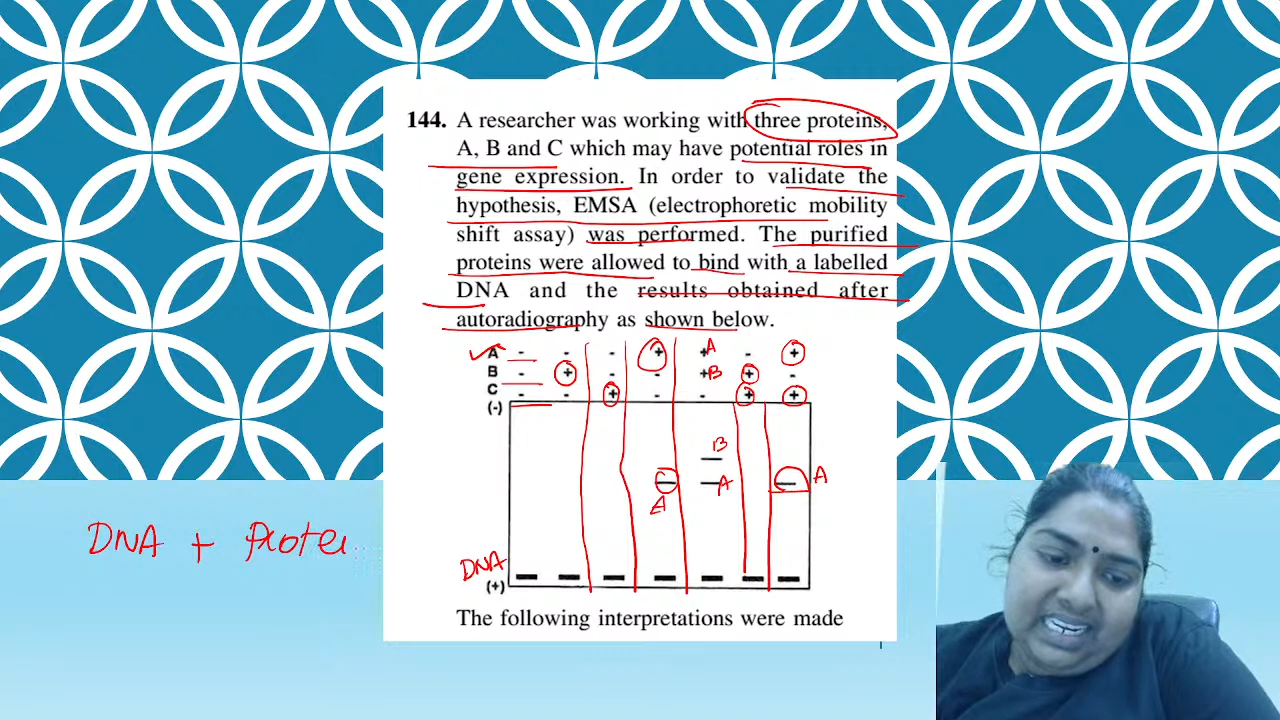 144. A researcher was working with three proteins,
A, B and C which may have potential roles in
gene expression. In order to validate the
hypothesis, EMSA (electrophoretic mobility
shift assay) was performed. The purified
proteins were allowed to bind with a labelled
DNA and the results obtained after
autoradiography as shown below.
A - - - + + A - +
B - + - - + B + -
C - - + - - + +
(-)
B
A A A
DNA + Protei
DNA
(+)
The following interpretations were made